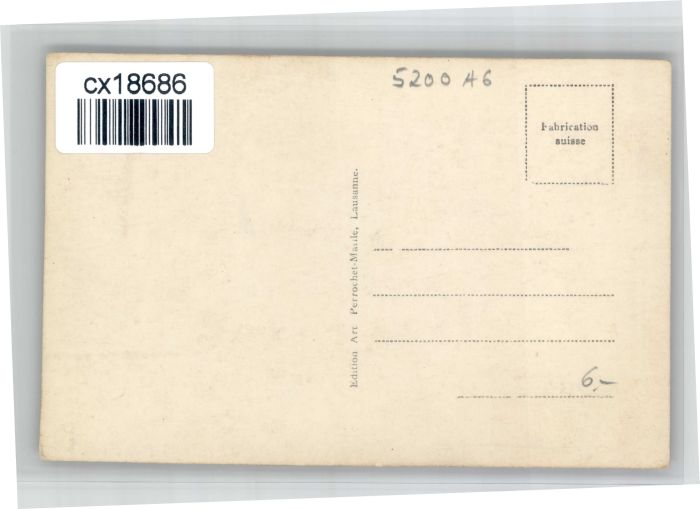 cx18686
5200 A6
Fabrication
suisse
Edition Art Perrochet-Matile, Lausanne.
6,-